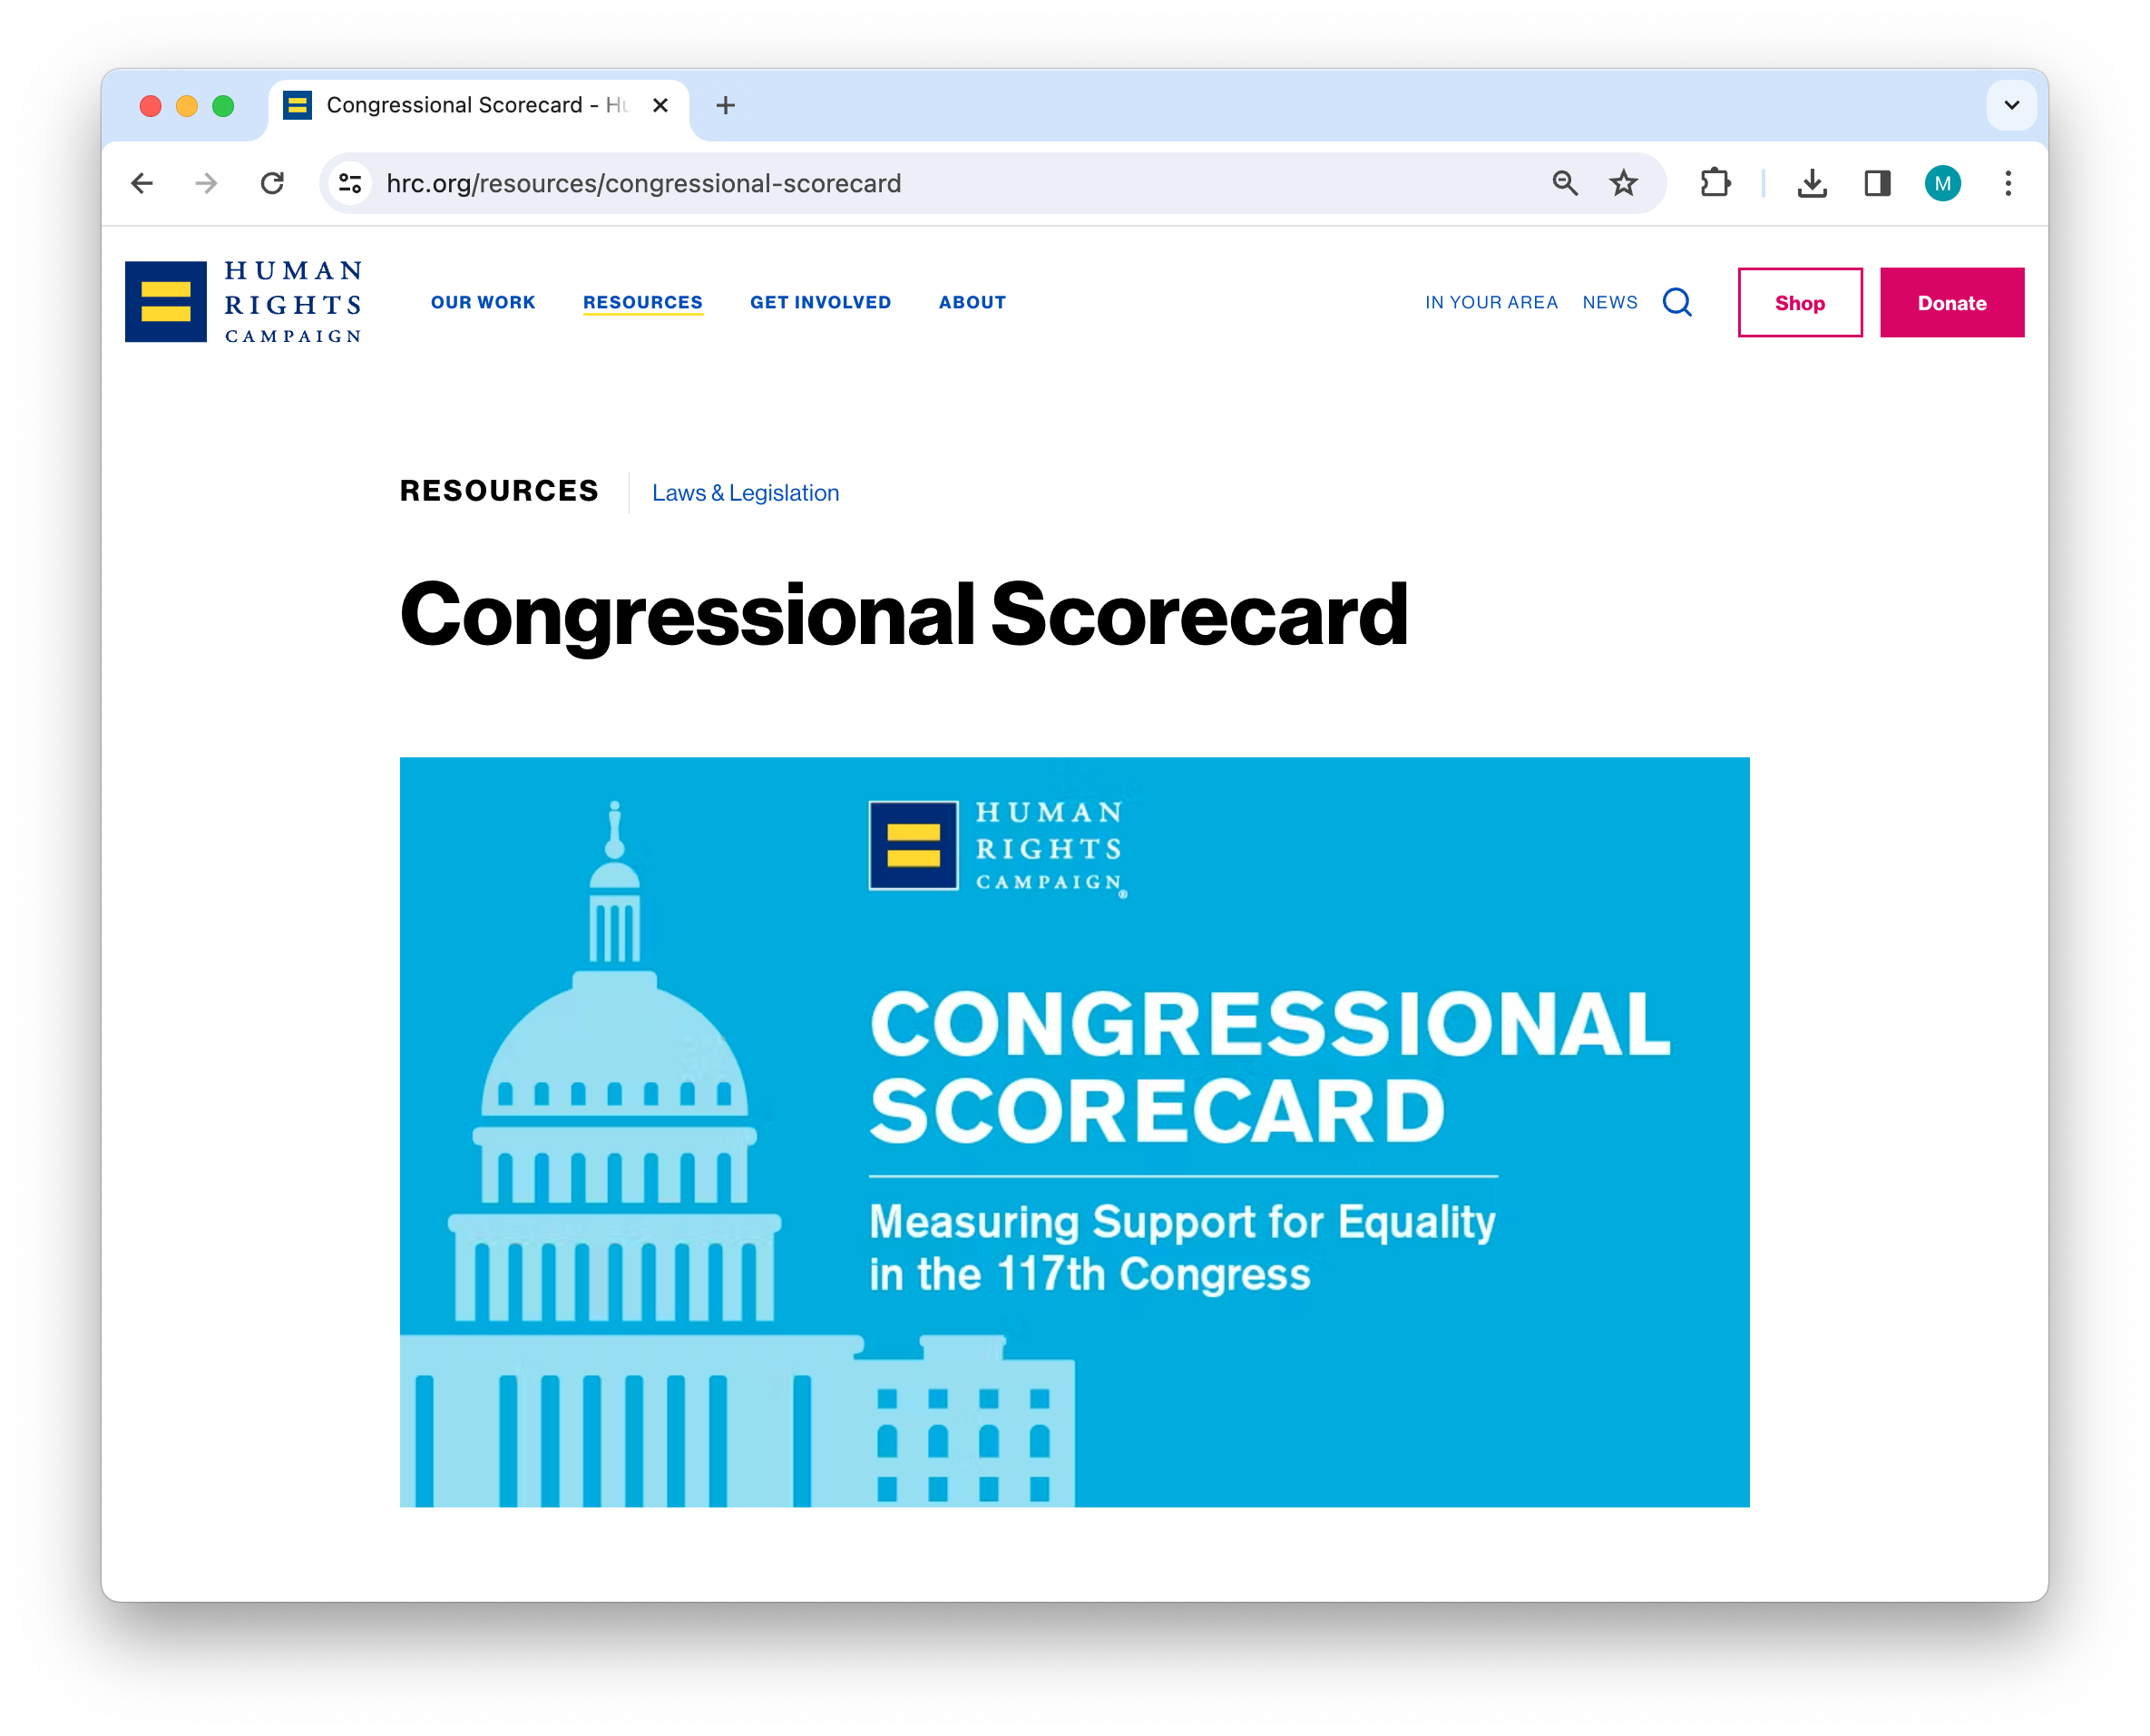 Congressional Scorecard - Hu
hrc.org/resources/congressional-scorecard
M
HUMAN
RIGHTS
CAMPAIGN
OUR WORK RESOURCES GET INVOLVED ABOUT
IN YOUR AREA NEWS
Shop
Donate
RESOURCES
Laws & Legislation
Congressional Scorecard
HUMAN
RIGHTS
CAMPAIGN®
CONGRESSIONAL
SCORECARD
Measuring Support for Equality
in the 117th Congress